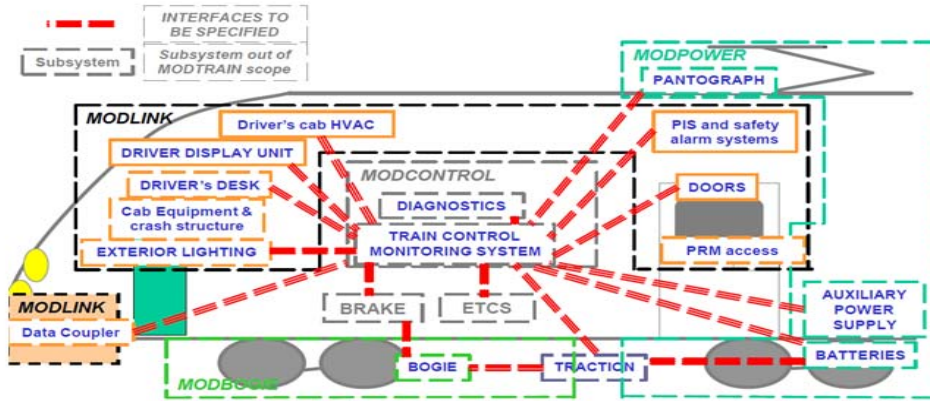 INTERFACES TO
BE SPECIFIED
Subsystem
Subsystem out of
MODTRAIN scope
MODPOWER
PANTOGRAPH
MODLINK
Driver's cab HVAC
PIS and safety
alarm systems
DRIVER DISPLAY UNIT
MODCONTROL
DRIVER's DESK
DOORS
DIAGNOSTICS
Cab Equipment &
crash structure
TRAIN CONTROL
MONITORING SYSTEM
EXTERIOR LIGHTING
PRM access
MODLINK
BRAKE
ETCS
AUXILIARY
POWER
SUPPLY
Data Coupler
BATTERIES
BOGIE
TRACTION
MODBOGIE